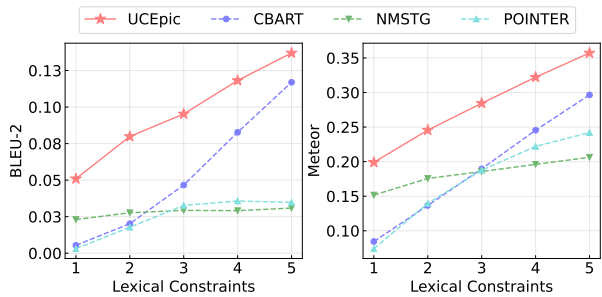 UCEpic CBART NMSTG POINTER
BLEU-2
0.13
0.10
0.08
0.05
0.03
0.00
1 2 3 4 5
Lexical Constraints
Meteor
0.35
0.30
0.25
0.20
0.15
0.10
1 2 3 4 5
Lexical Constraints